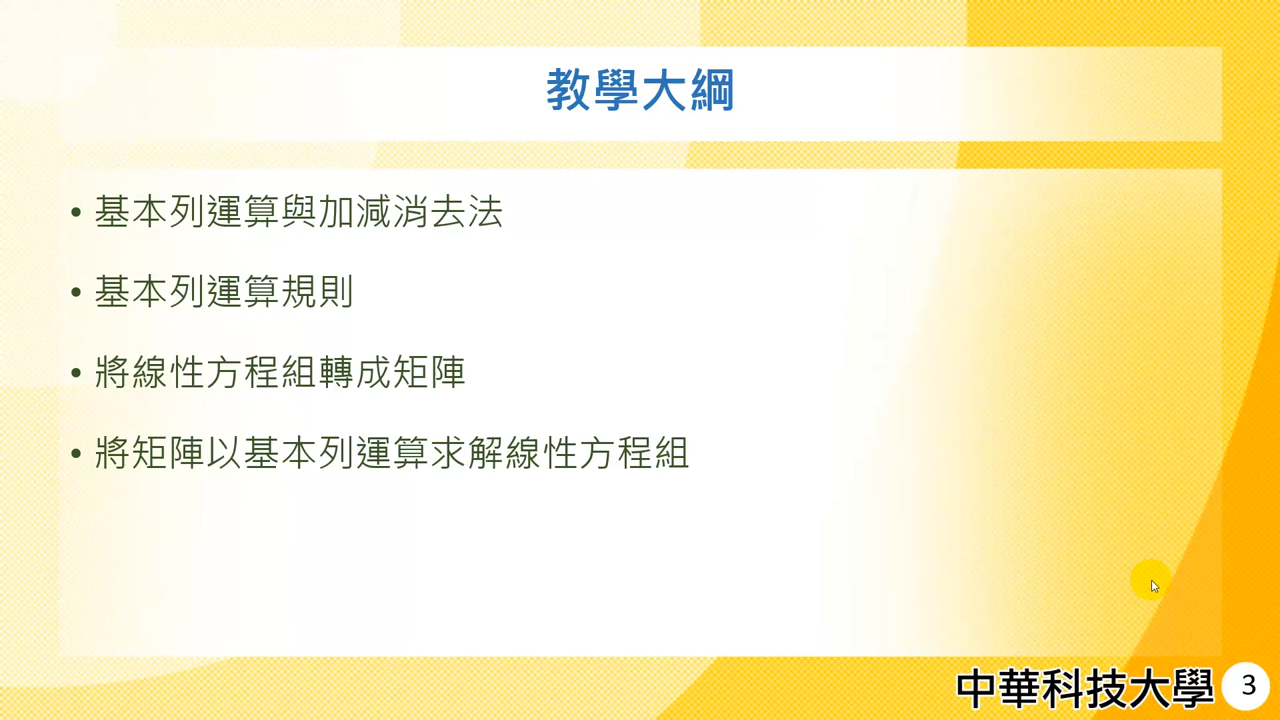 教學大綱
• 基本列運算與加減消去法
• 基本列運算規則
• 將線性方程組轉成矩陣
• 將矩陣以基本列運算求解線性方程組
中華科技大學 3